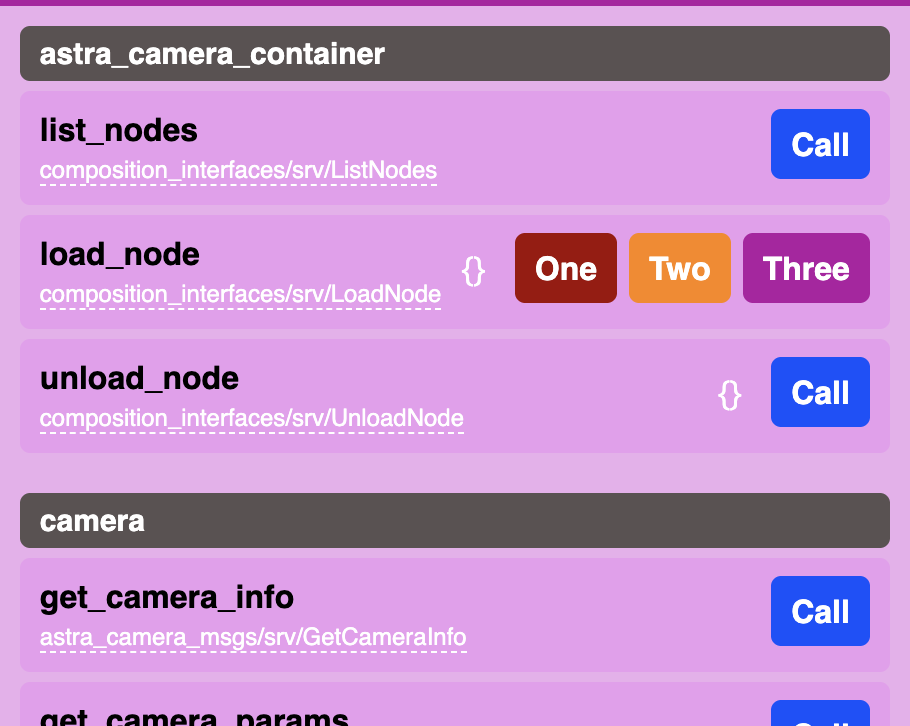 astra_camera_container
list_nodes
Call
composition_interfaces/srv/ListNodes
load_node
{} One Two Three
composition_interfaces/srv/LoadNode
unload_node
{} Call
composition_interfaces/srv/UnloadNode
camera
get_camera_info
Call
astra_camera_msgs/srv/GetCameraInfo
get_camera_params
Call